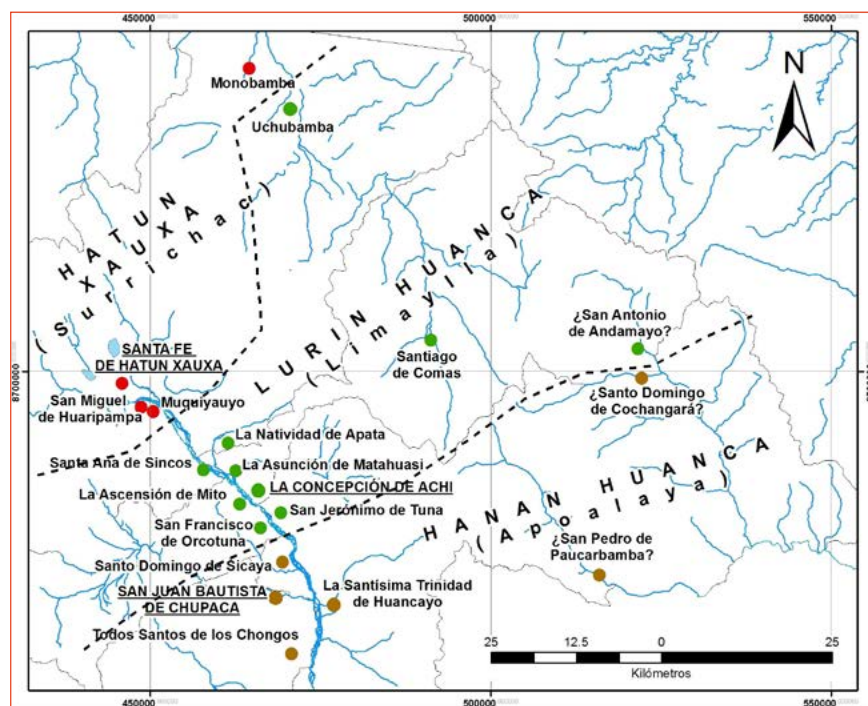 450000
500000
550000
Monobamba
Uchubamba
N
HATUN
XAUXA
(Surrichac)
LURIN HUANCA
(Limaylla)
¿San Antonio
de Andamayo?
SANTA FE
DE HATUN XAUXA
Santiago
de Comas
8700000
¿Santo Domingo
de Cochangará?
San Miguel
de Huaripampa
Muquiyauyo
La Natividad de Apata
Santa Ana de Sincos
La Asunción de Matahuasi
LA CONCEPCIÓN DE ACHI
La Ascensión de Mito
San Jerónimo de Tuna
San Francisco
de Orcotuna
HANAN HUANCA
(Apoalaya)
¿San Pedro de
Paucarbamba?
Santo Domingo de Sicaya
SAN JUAN BAUTISTA
DE CHUPACA
La Santísima Trinidad
de Huancayo
Todos Santos de los Chongos
25 12.5 0 25
Kilómetros
450000
500000
550000